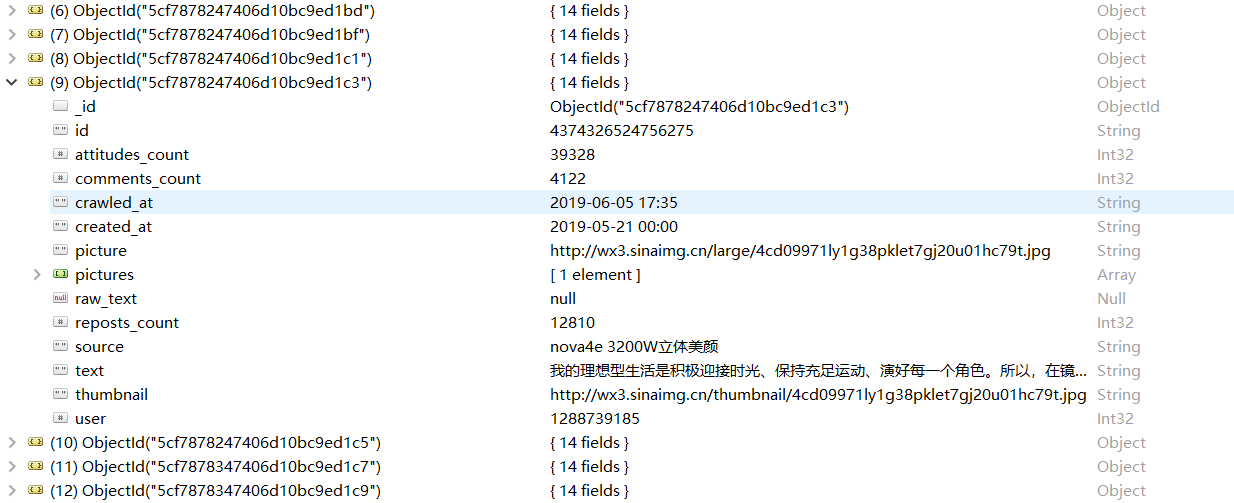 (6) ObjectId("5cf7878247406d10bc9ed1bd") { 14 fields } Object
(7) ObjectId("5cf7878247406d10bc9ed1bf") { 14 fields } Object
(8) ObjectId("5cf7878247406d10bc9ed1c1") { 14 fields } Object
(9) ObjectId("5cf7878247406d10bc9ed1c3") { 14 fields } Object
_id ObjectId("5cf7878247406d10bc9ed1c3") ObjectId
"" id 4374326524756275 String
# attitudes_count 39328 Int32
# comments_count 4122 Int32
"" crawled_at 2019-06-05 17:35 String
"" created_at 2019-05-21 00:00 String
"" picture http://wx3.sinaimg.cn/large/4cd09971ly1g38pklet7gj20u01hc79t.jpg String
pictures [ 1 element ] Array
null raw_text null Null
# reposts_count 12810 Int32
"" source nova4e 3200W立体美颜 String
"" text 我的理想型生活是积极迎接时光、保持充足运动、演好每一个角色。所以，在镜... String
"" thumbnail http://wx3.sinaimg.cn/thumbnail/4cd09971ly1g38pklet7gj20u01hc79t.jpg String
# user 1288739185 Int32
(10) ObjectId("5cf7878247406d10bc9ed1c5") { 14 fields } Object
(11) ObjectId("5cf7878347406d10bc9ed1c7") { 14 fields } Object
(12) ObjectId("5cf7878347406d10bc9ed1c9") { 14 fields } Object